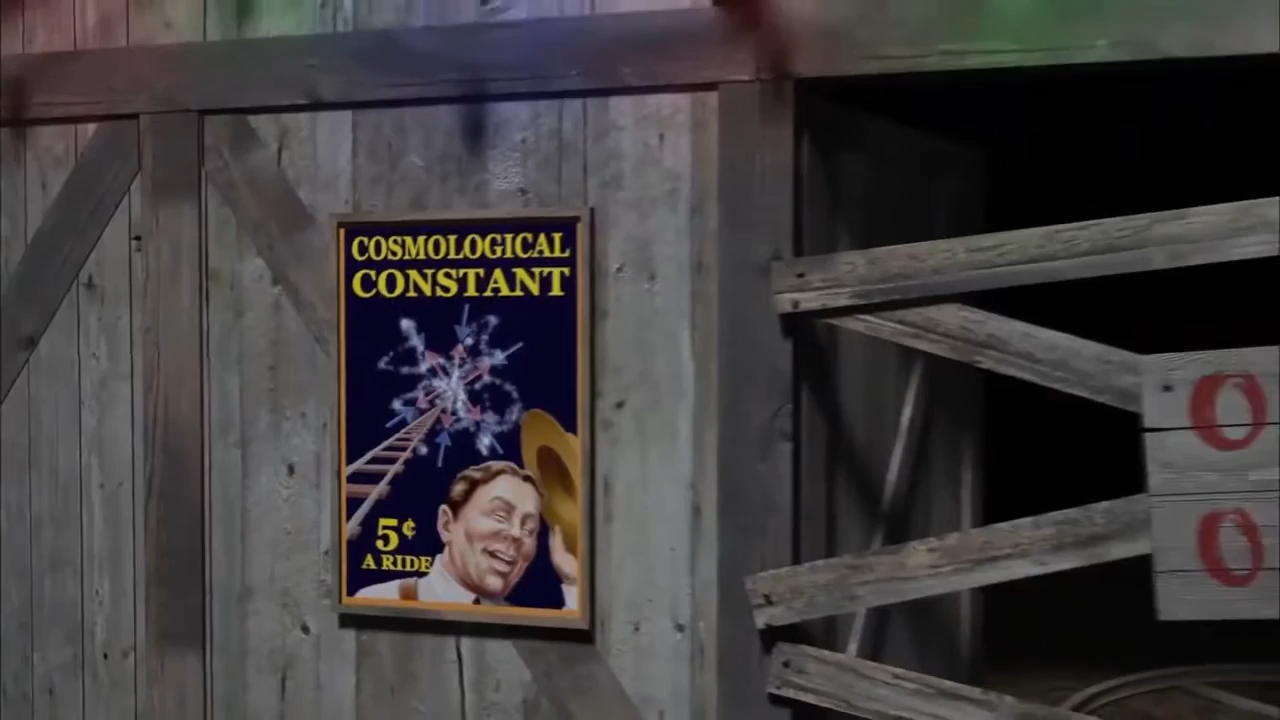 COSMOLOGICAL
CONSTANT
5¢
A RIDE
O
O